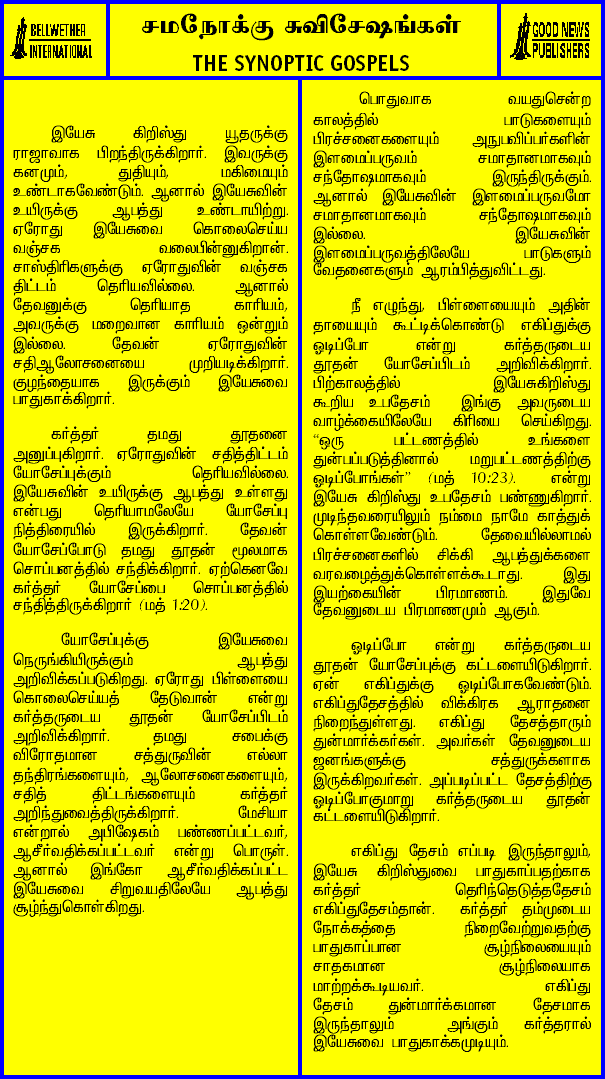 BELLWETHER
INTERNATIONAL
சமநோக்கு சுவிசேஷங்கள்
THE SYNOPTIC GOSPELS
GOOD NEWS
PUBLISHERS
இயேசு கிறிஸ்து யூதருக்கு
ராஜாவாக பிறந்திருக்கிறார். இவருக்கு
கனமும், துதியும், மகிமையும்
உண்டாகவேண்டும். ஆனால் இயேசுவின்
உயிருக்கு ஆபத்து உண்டாயிற்று.
ஏரோது இயேசுவை கொலைசெய்ய
வஞ்சக வலைபின்னுகிறான்.
சாஸ்திரிகளுக்கு ஏரோதுவின் வஞ்சக
திட்டம் தெரியவில்லை. ஆனால்
தேவனுக்கு தெரியாத காரியம்,
அவருக்கு மறைவான காரியம் ஒன்றும்
இல்லை. தேவன் ஏரோதுவின்
சதிஆலோசனையை முறியடிக்கிறார்.
குழந்தையாக இருக்கும் இயேசுவை
பாதுகாக்கிறார்.
கர்த்தர் தமது தூதனை
அனுப்புகிறார். ஏரோதுவின் சதித்திட்டம்
யோசேப்புக்கும் தெரியவில்லை.
இயேசுவின் உயிருக்கு ஆபத்து உள்ளது
என்பது தெரியாமலேயே யோசேப்பு
நித்திரையில் இருக்கிறார். தேவன்
யோசேப்போடு தமது தூதன் மூலமாக
சொப்பனத்தில் சந்திக்கிறார். ஏற்கெனவே
கர்த்தர் யோசேப்பை சொப்பனத்தில்
சந்தித்திருக்கிறார் (மத் 1:20).
யோசேப்புக்கு இயேசுவை
நெருங்கியிருக்கும் ஆபத்து
அறிவிக்கப்படுகிறது. ஏரோது பிள்ளையை
கொலைசெய்யத் தேடுவான் என்று
கர்த்தருடைய தூதன் யோசேப்பிடம்
அறிவிக்கிறார். தமது சபைக்கு
விரோதமான சத்துருவின் எல்லா
தந்திரங்களையும், ஆலோசனைகளையும்,
சதித் திட்டங்களையும் கர்த்தர்
அறிந்துவைத்திருக்கிறார். மேசியா
என்றால் அபிஷேகம் பண்ணப்பட்டவர்,
ஆசீர்வதிக்கப்பட்டவர் என்று பொருள்.
ஆனால் இங்கோ ஆசீர்வதிக்கப்பட்ட
இயேசுவை சிறுவயதிலேயே ஆபத்து
சூழ்ந்துகொள்கிறது.
பொதுவாக வயதுசென்ற
காலத்தில் பாடுகளையும்
பிரச்சனைகளையும் அநுபவிப்பர்களின்
இளமைப்பருவம் சமாதானமாகவும்
சந்தோஷமாகவும் இருந்திருக்கும்.
ஆனால் இயேசுவின் இளமைப்பருவமோ
சமாதானமாகவும் சந்தோஷமாகவும்
இல்லை. இயேசுவின்
இளமைப்பருவத்திலேயே பாடுகளும்
வேதனைகளும் ஆரம்பித்துவிட்டது.
நீ எழுந்து, பிள்ளையையும் அதின்
தாயையும் கூட்டிக்கொண்டு எகிப்துக்கு
ஓடிப்போ என்று கர்த்தருடைய
தூதன் யோசேப்பிடம் அறிவிக்கிறார்.
பிற்காலத்தில் இயேசுகிறிஸ்து
கூறிய உபதேசம் இங்கு அவருடைய
வாழ்க்கையிலேயே கிரியை செய்கிறது.
“ஒரு பட்டணத்தில் உங்களை
துன்பப்படுத்தினால் மறுபட்டணத்திற்கு
ஓடிப்போங்கள்” (மத் 10:23). என்று
இயேசு கிறிஸ்து உபதேசம் பண்ணுகிறார்.
முடிந்தவரையிலும் நம்மை நாமே காத்துக்
கொள்ளவேண்டும். தேவையில்லாமல்
பிரச்சனைகளில் சிக்கி ஆபத்துக்களை
வரவழைத்துக்கொள்ளக்கூடாது. இது
இயற்கையின் பிரமாணம். இதுவே
தேவனுடைய பிரமாணமும் ஆகும்.
ஓடிப்போ என்று கர்த்தருடைய
தூதன் யோசேப்புக்கு கட்டளையிடுகிறார்.
ஏன் எகிப்துக்கு ஓடிப்போகவேண்டும்.
எகிப்துதேசத்தில் விக்கிரக ஆராதனை
நிறைந்துள்ளது. எகிப்து தேசத்தாரும்
துன்மார்க்கர்கள். அவர்கள் தேவனுடைய
ஜனங்களுக்கு சத்துருக்களாக
இருக்கிறவர்கள். அப்படிப்பட்ட தேசத்திற்கு
ஓடிப்போகுமாறு கர்த்தருடைய தூதன்
கட்டளையிடுகிறார்.
எகிப்து தேசம் எப்படி இருந்தாலும்,
இயேசு கிறிஸ்துவை பாதுகாப்பதற்காக
கர்த்தர் தெரிந்தெடுத்ததேசம்
எகிப்துதேசம்தான். கர்த்தர் தம்முடைய
நோக்கத்தை நிறைவேற்றுவதற்கு
பாதுகாப்பான சூழ்நிலையையும்
சாதகமான சூழ்நிலையாக
மாற்றக்கூடியவர். எகிப்து
தேசம் துன்மார்க்கமான தேசமாக
இருந்தாலும் அங்கும் கர்த்தரால்
இயேசுவை பாதுகாக்கமுடியும்.